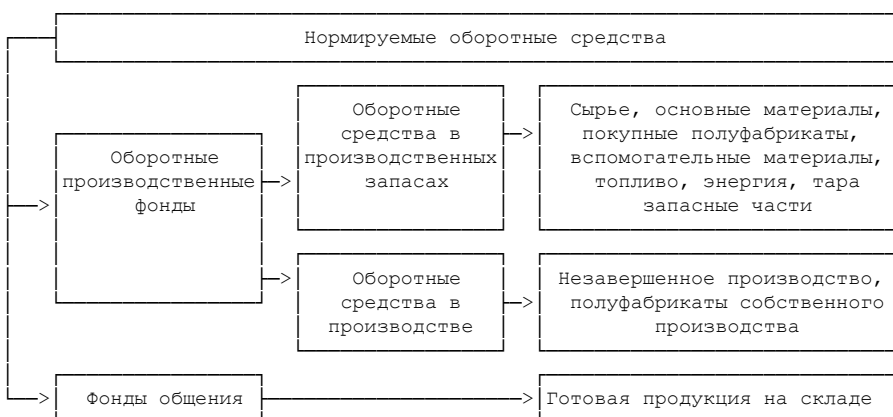 Нормируемые оборотные средства
Оборотные
средства в
производственных
запасах
Сырье, основные материалы,
покупные полуфабрикаты,
вспомогательные материалы,
топливо, энергия, тара
запасные части
Оборотные
производственные
фонды
Оборотные
средства в
производстве
Незавершенное производство,
полуфабрикаты собственного
производства
Фонды общения
Готовая продукция на складе